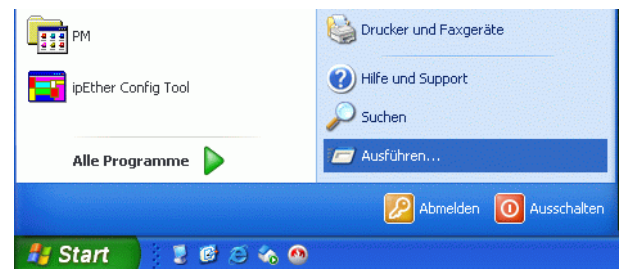 PM
ipEther Config Tool
Alle Programme
Drucker und Faxgeräte
Hilfe und Support
Suchen
Ausführen...
Abmelden
Ausschalten
Start